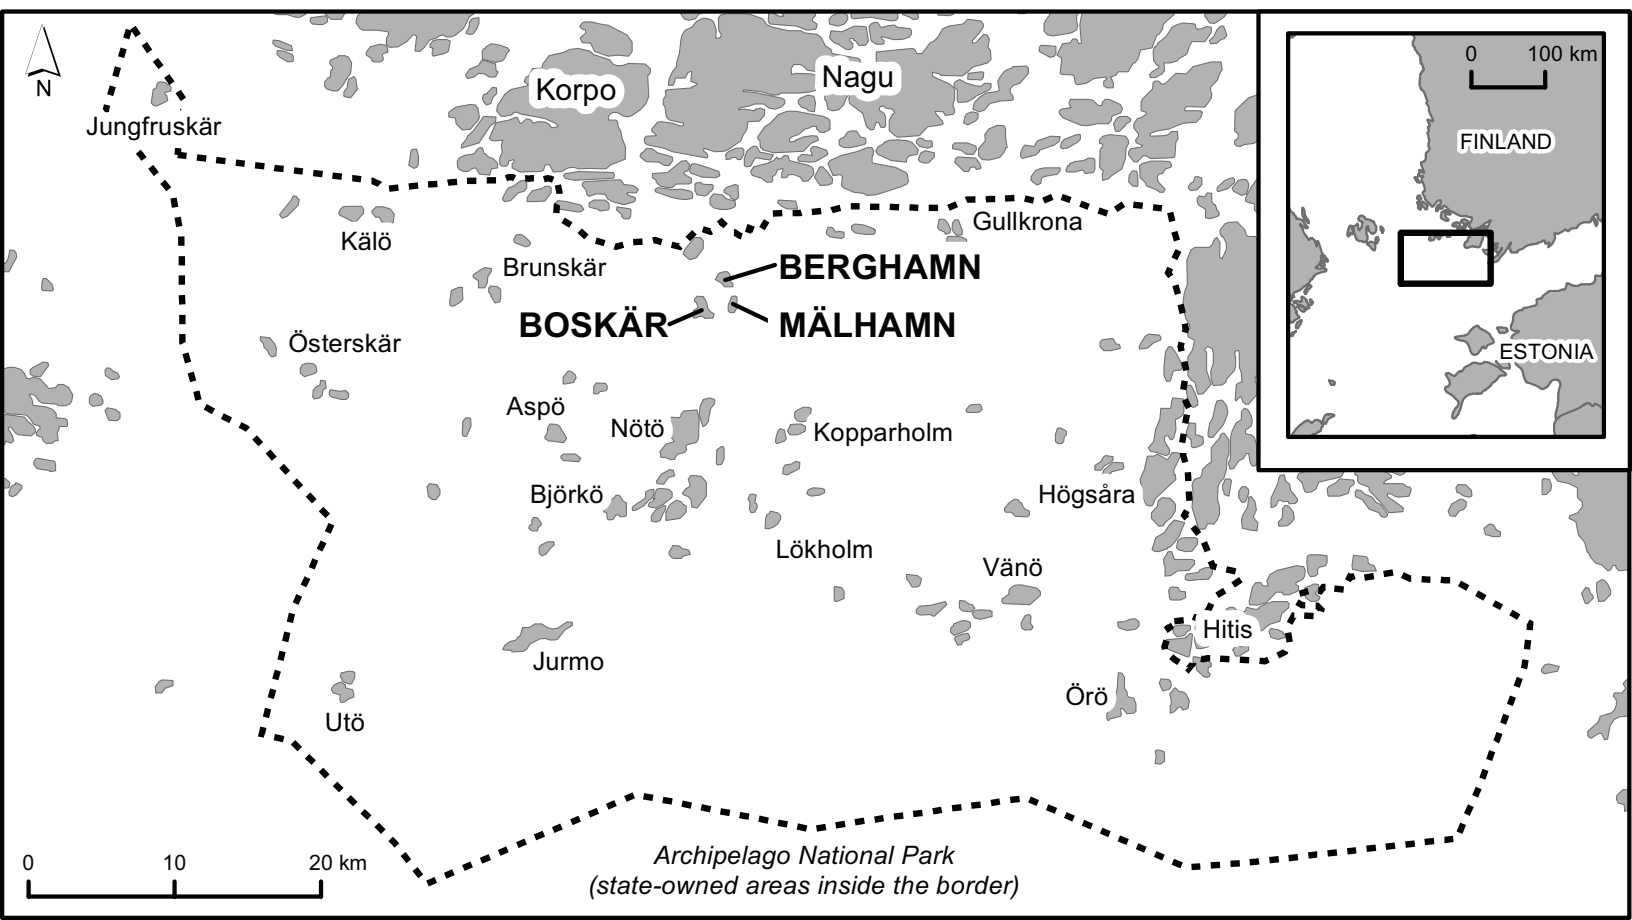 N
Jungfruskär
Korpo
Nagu
0 100 km
FINLAND
ESTONIA
Kälö
Gullkrona
Brunskär
BERGHAMN
BOSKÄR
MÄLHAMN
Österskär
Aspö
Nötö
Kopparholm
Björkö
Högsåra
Lökholm
Vänö
Hitis
Jurmo
Örö
Utö
0 10 20 km
Archipelago National Park
(state-owned areas inside the border)